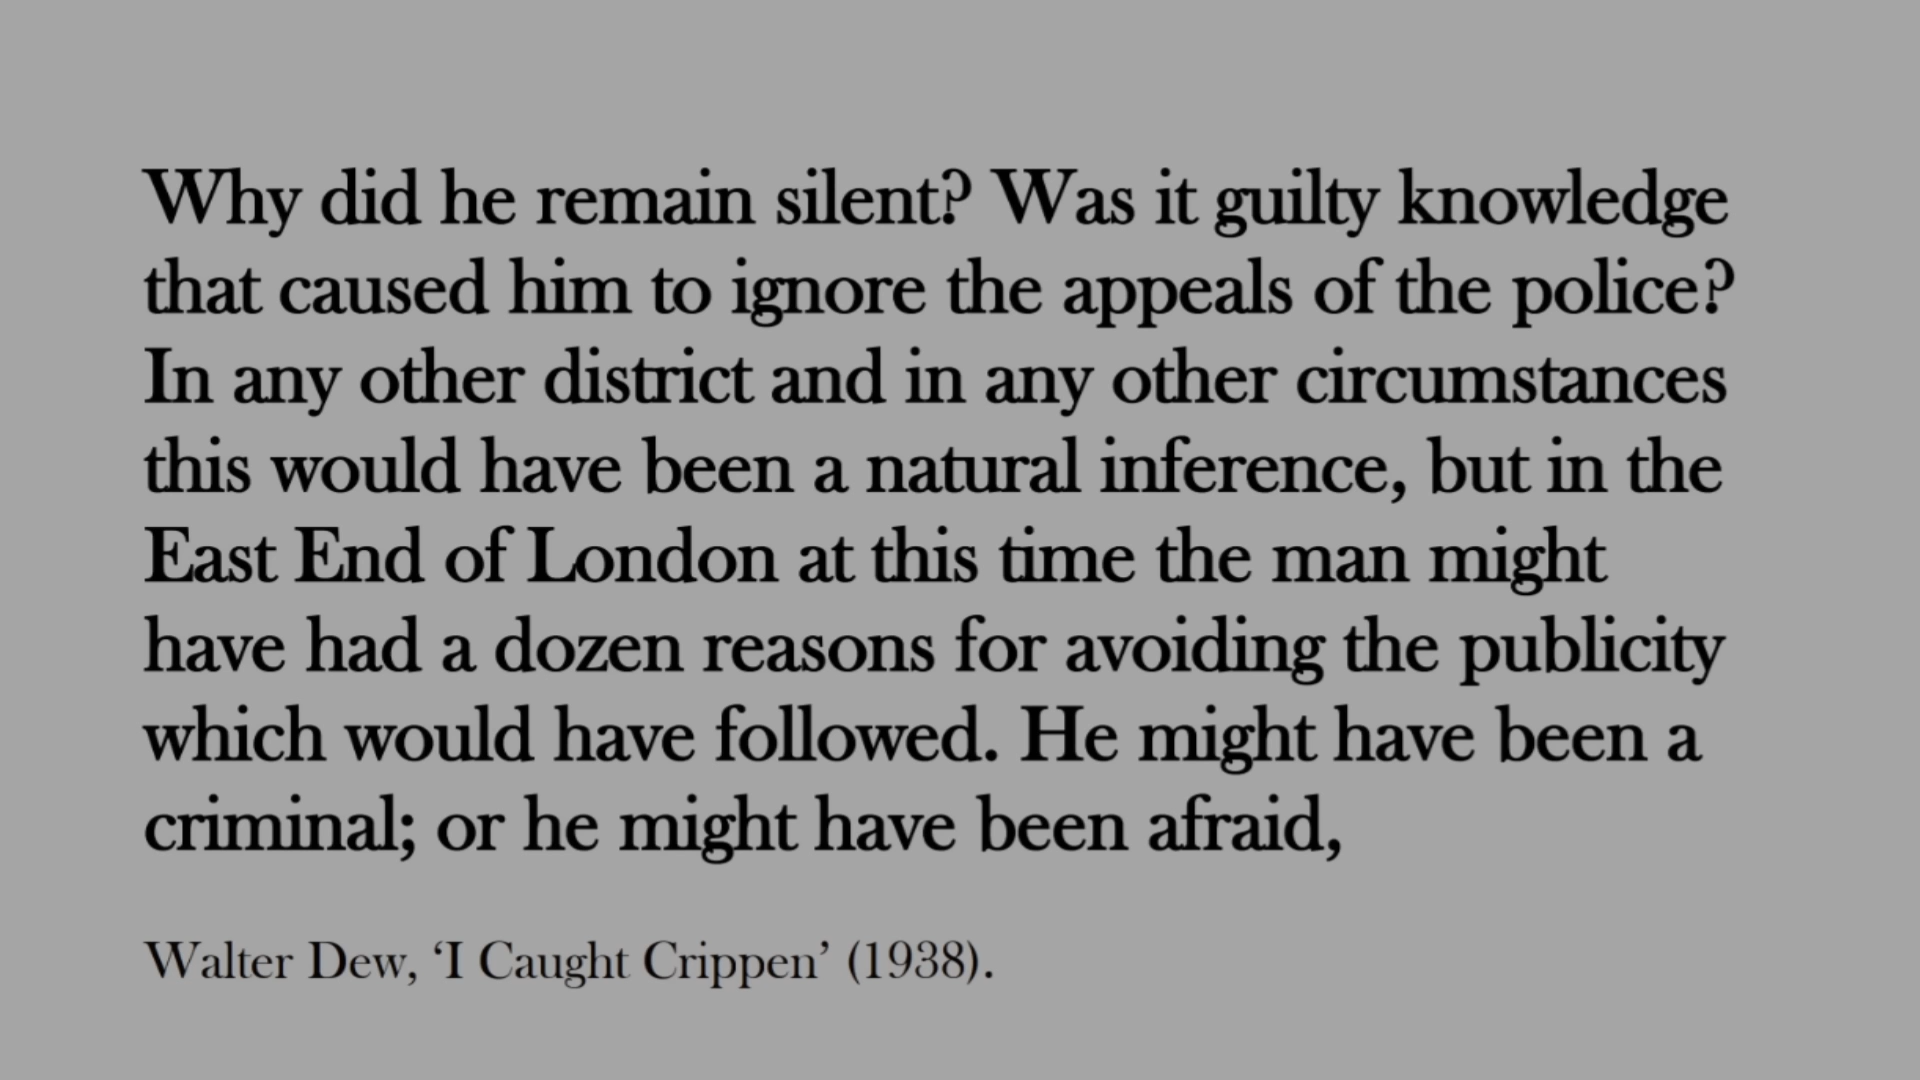 Why did he remain silent? Was it guilty knowledge
that caused him to ignore the appeals of the police?
In any other district and in any other circumstances
this would have been a natural inference, but in the
East End of London at this time the man might
have had a dozen reasons for avoiding the publicity
which would have followed. He might have been a
criminal; or he might have been afraid,
Walter Dew, ‘I Caught Crippen’ (1938).